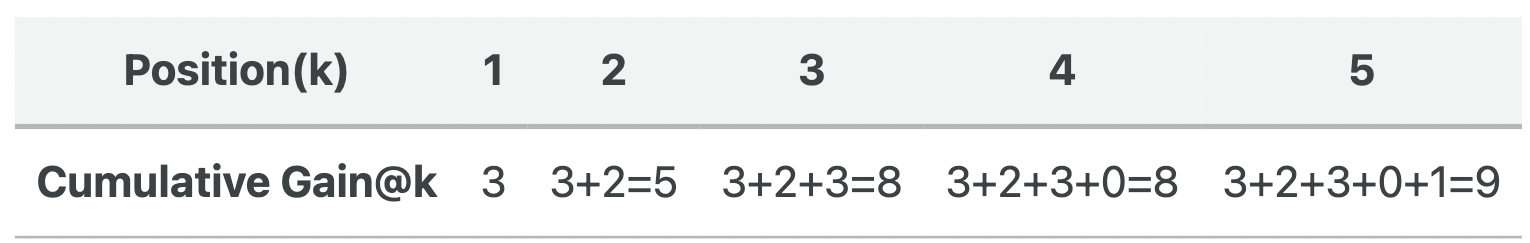 Position(k) 1 2 3 4 5
Cumulative Gain@k 3 3+2=5 3+2+3=8 3+2+3+0=8 3+2+3+0+1=9